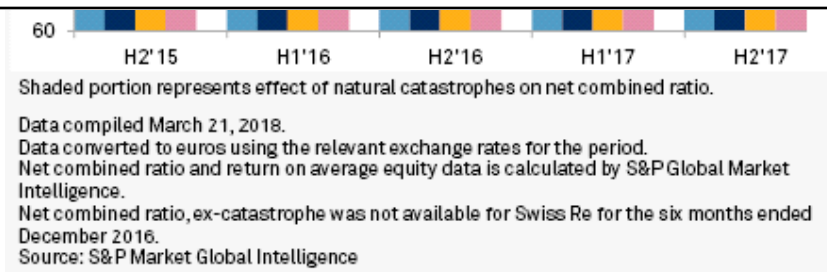 60
H2'15 H1'16 H2'16 H1'17 H2'17
Shaded portion represents effect of natural catastrophes on net combined ratio.
Data compiled March 21, 2018.
Data converted to euros using the relevant exchange rates for the period.
Net combined ratio and return on average equity data is calculated by S&P Global Market
Intelligence.
Net combined ratio, ex-catastrophe was not available for Swiss Re for the six months ended
December 2016.
Source: S&P Market Global Intelligence